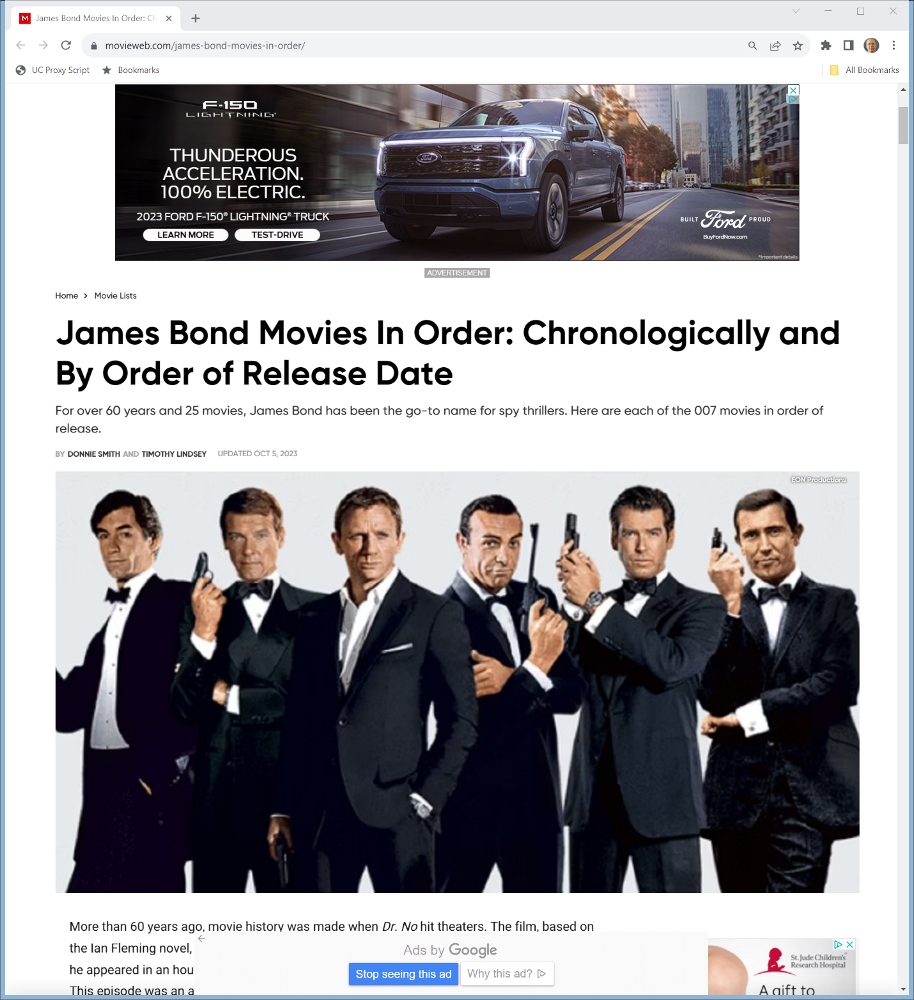 James Bond Movies In Order: Ch
movieweb.com/james-bond-movies-in-order/
UC Proxy Script Bookmarks All Bookmarks
F-150
LIGHTNING®
THUNDEROUS
ACCELERATION.
100% ELECTRIC.
2023 FORD F-150® LIGHTNING® TRUCK
LEARN MORE TEST-DRIVE
Ford
BUILT Ford PROUD
BuyFordNow.com
*Important details
ADVERTISEMENT
Home > Movie Lists
James Bond Movies In Order: Chronologically and
By Order of Release Date
For over 60 years and 25 movies, James Bond has been the go-to name for spy thrillers. Here are each of the 007 movies in order of
release.
BY DONNIE SMITH AND TIMOTHY LINDSEY UPDATED OCT 5, 2023
EON Productions
More than 60 years ago, movie history was made when Dr. No hit theaters. The film, based on
the Ian Fleming novel,
he appeared in an hou
This episode was an a
Ads by Google
Stop seeing this ad Why this ad?
St. Jude Children's
Research Hospital
A gift to